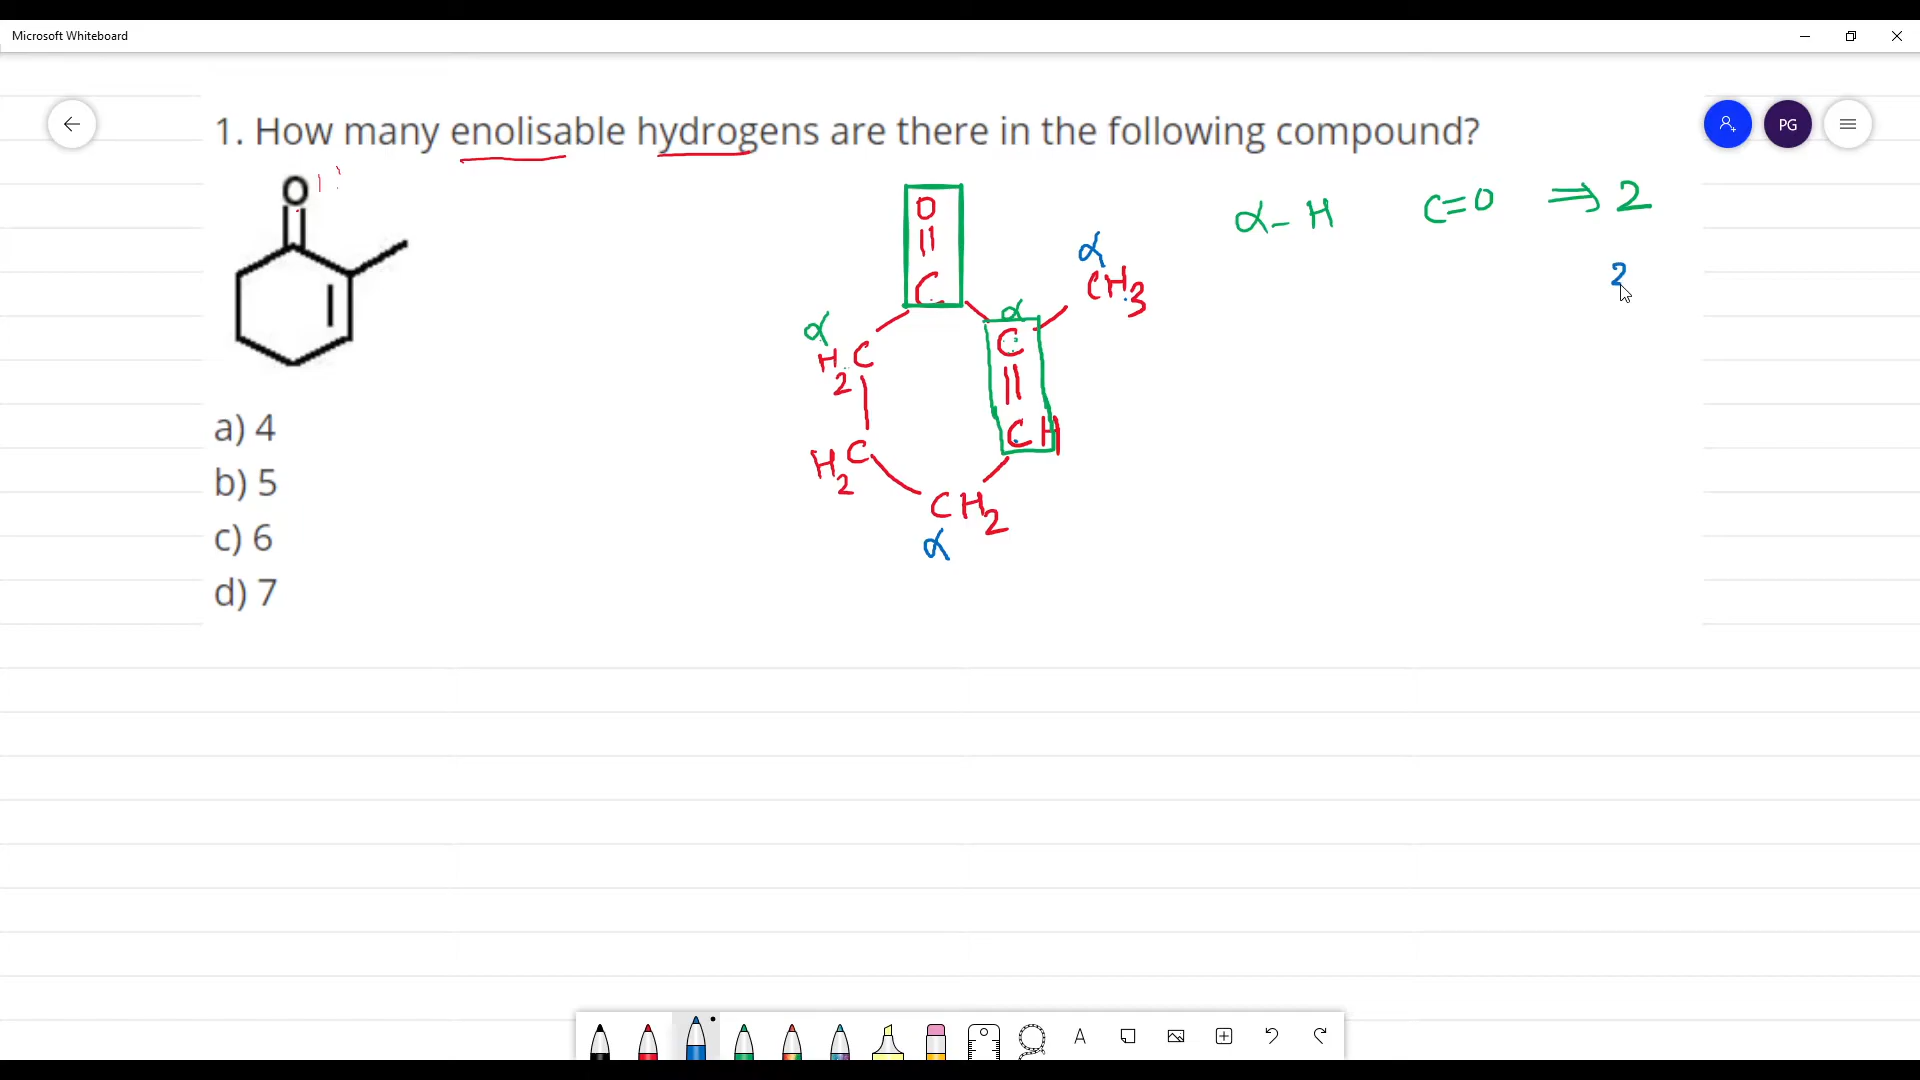 Microsoft Whiteboard
PG
1. How many enolisable hydrogens are there in the following compound?
O
a) 4
b) 5
c) 6
d) 7
O
C
α
CH3
α
C
CH
α
H2C
H2C
CH2
α
α-H C=O ⇒ 2
2
A